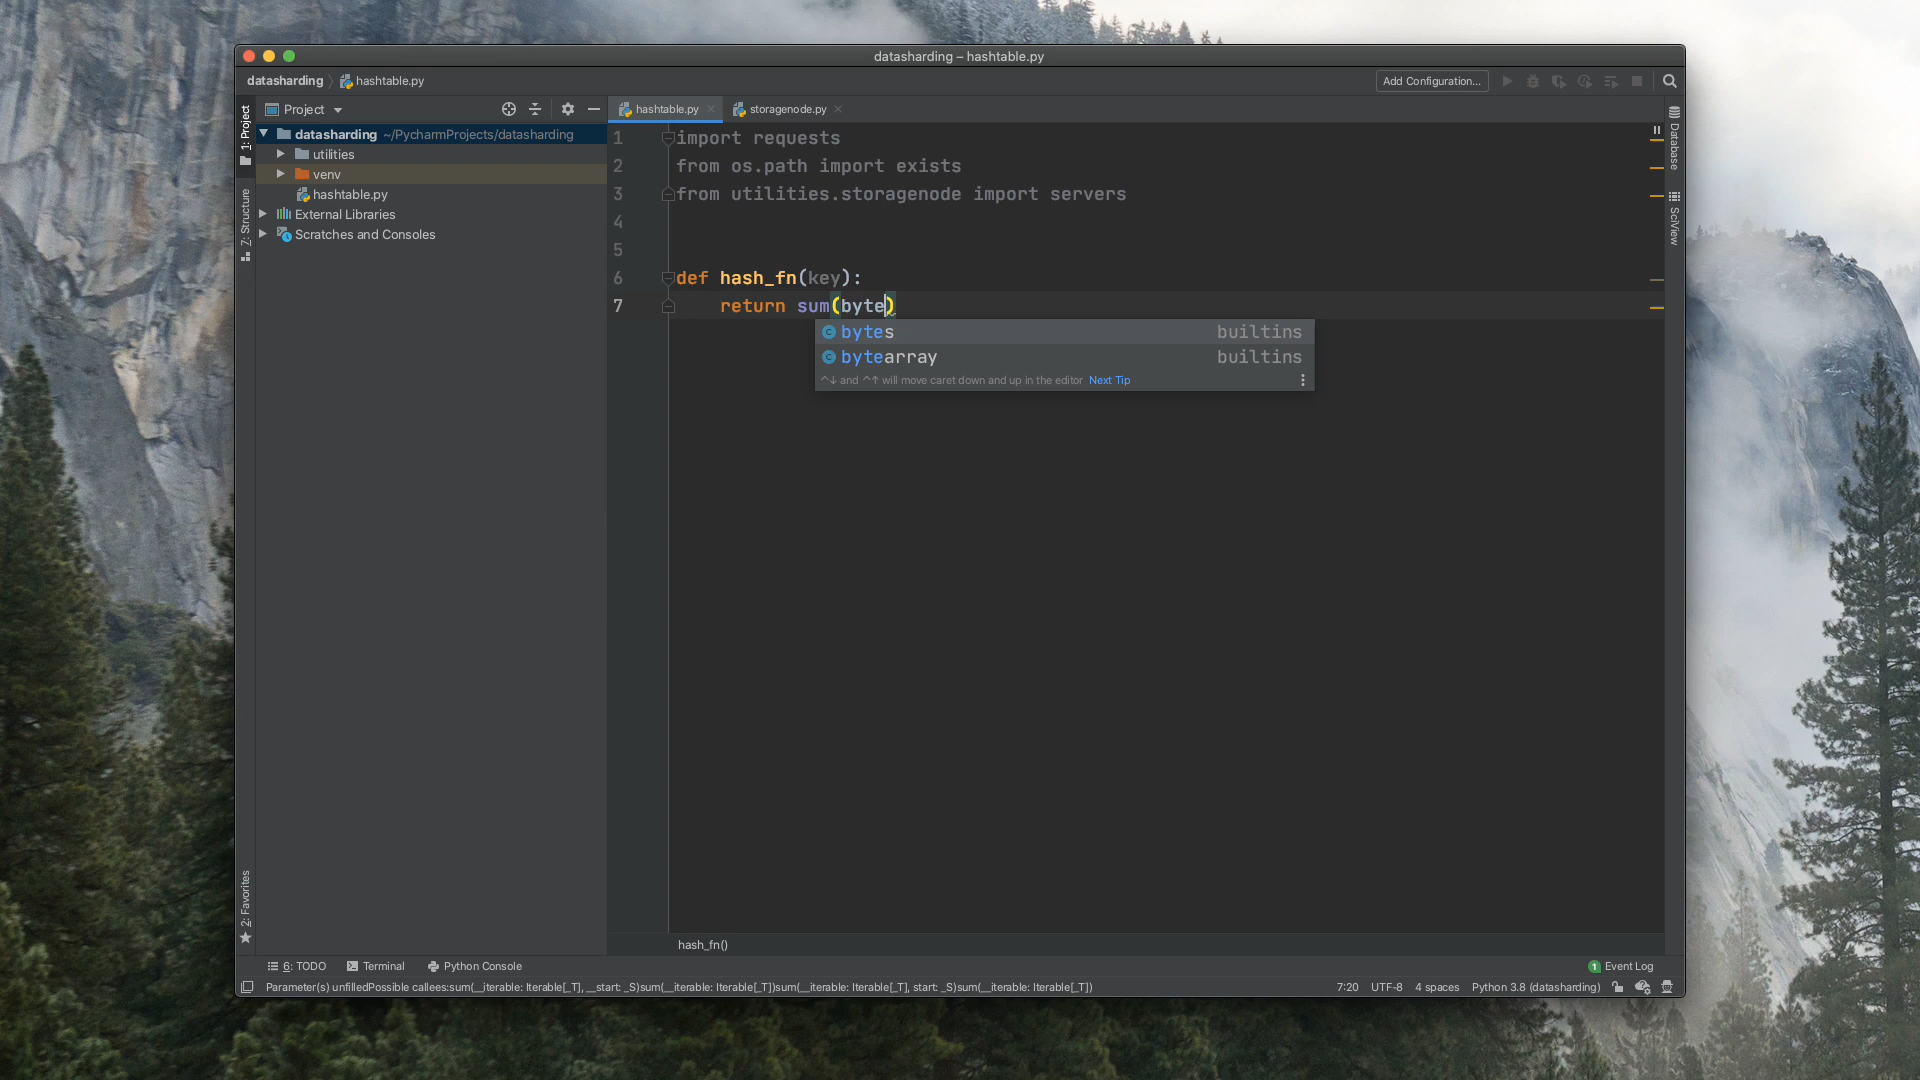 datasharding – hashtable.py
datasharding
hashtable.py
Add Configuration...
1: Project
Project
hashtable.py
storagenode.py
datasharding ~/PycharmProjects/datasharding
utilities
venv
hashtable.py
External Libraries
Scratches and Consoles
7: Structure
2: Favorites
1 import requests
2 from os.path import exists
3 from utilities.storagenode import servers
4
5
6 def hash_fn(key):
7 return sum(byte)
bytes builtins
bytearray builtins
^↓ and ^↑ will move caret down and up in the editor Next Tip
Database
SciView
hash_fn()
6: TODO
Terminal
Python Console
1 Event Log
Parameter(s) unfilledPossible callees:sum(__iterable: Iterable[_T], __start: _S)sum(__iterable: Iterable[_T])sum(__iterable: Iterable[_T], start: _S)sum(__iterable: Iterable[_T])
7:20 UTF-8 4 spaces Python 3.8 (datasharding)